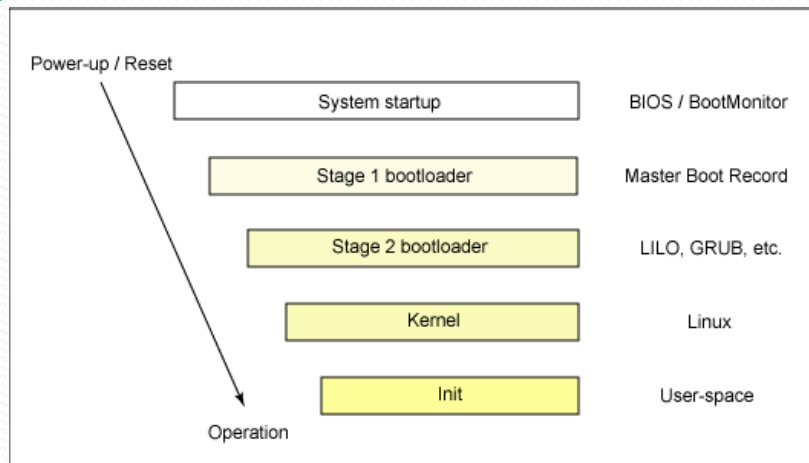 Power-up / Reset
System startup
BIOS / BootMonitor
Stage 1 bootloader
Master Boot Record
Stage 2 bootloader
LILO, GRUB, etc.
Kernel
Linux
Init
User-space
Operation